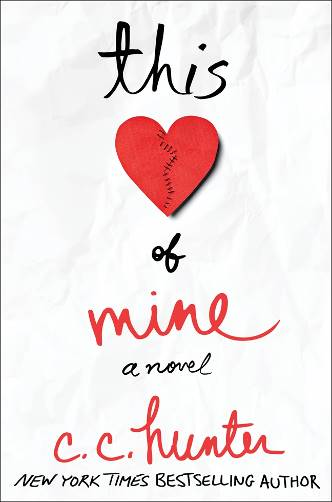 this
of
mine
a novel
c.c. hunter
NEW YORK TIMES BESTSELLING AUTHOR